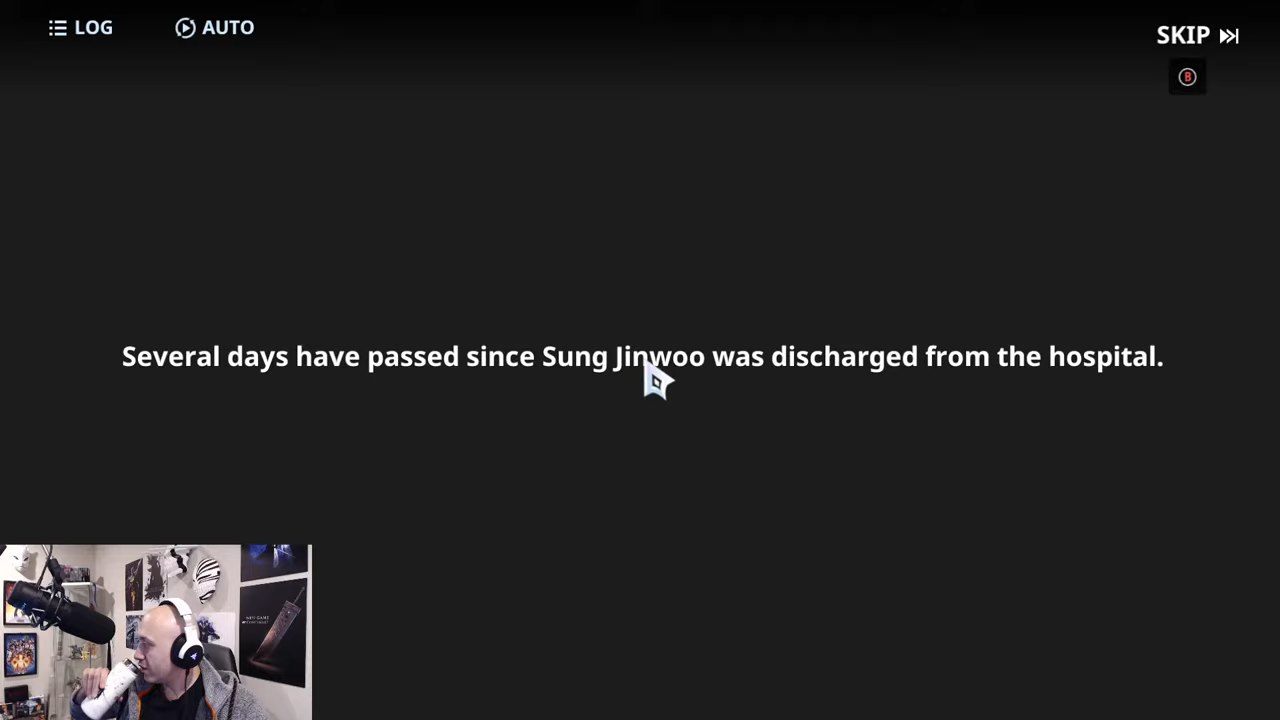 LOG
AUTO
SKIP
B
Several days have passed since Sung Jinwoo was discharged from the hospital.